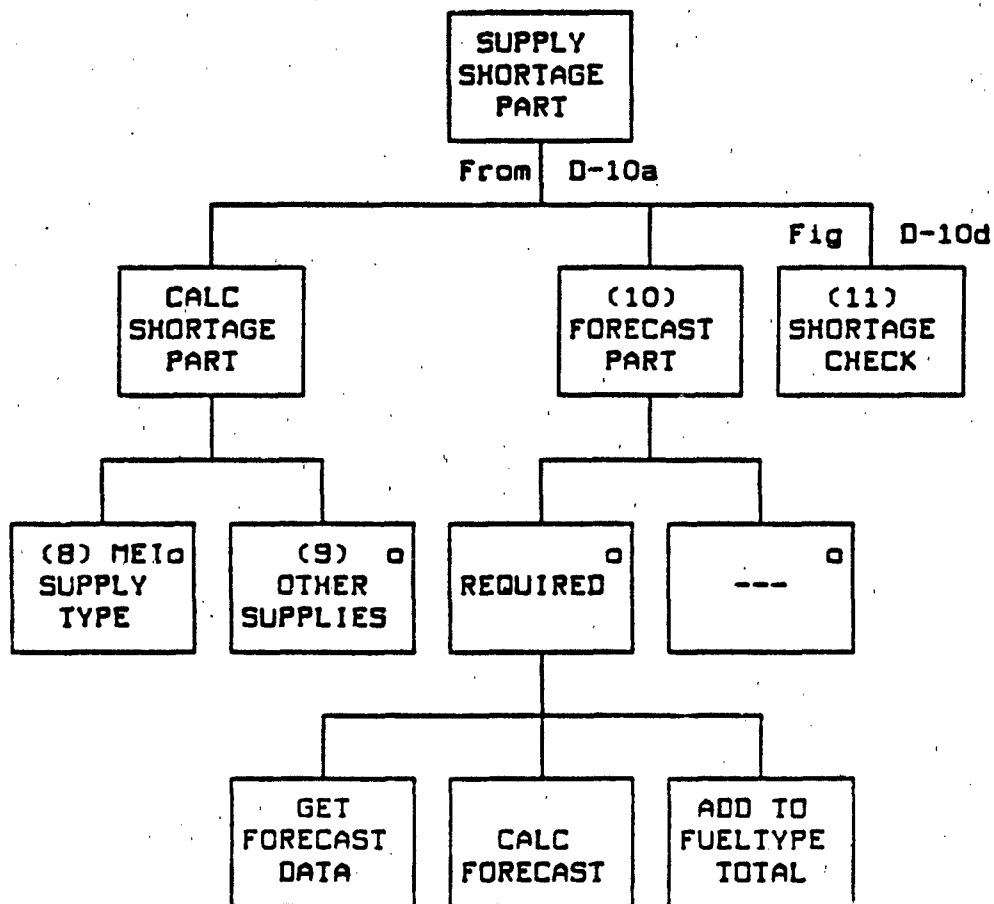 SUPPLY
SHORTAGE
PART
From D-10a
Fig D-10d
CALC
SHORTAGE
PART
(10)
FORECAST
PART
(11)
SHORTAGE
CHECK
(8) MEI o
SUPPLY
TYPE
(9) o
OTHER
SUPPLIES
o
REQUIRED
o
---
GET
FORECAST
DATA
CALC
FORECAST
ADD TO
FUELTYPE
TOTAL